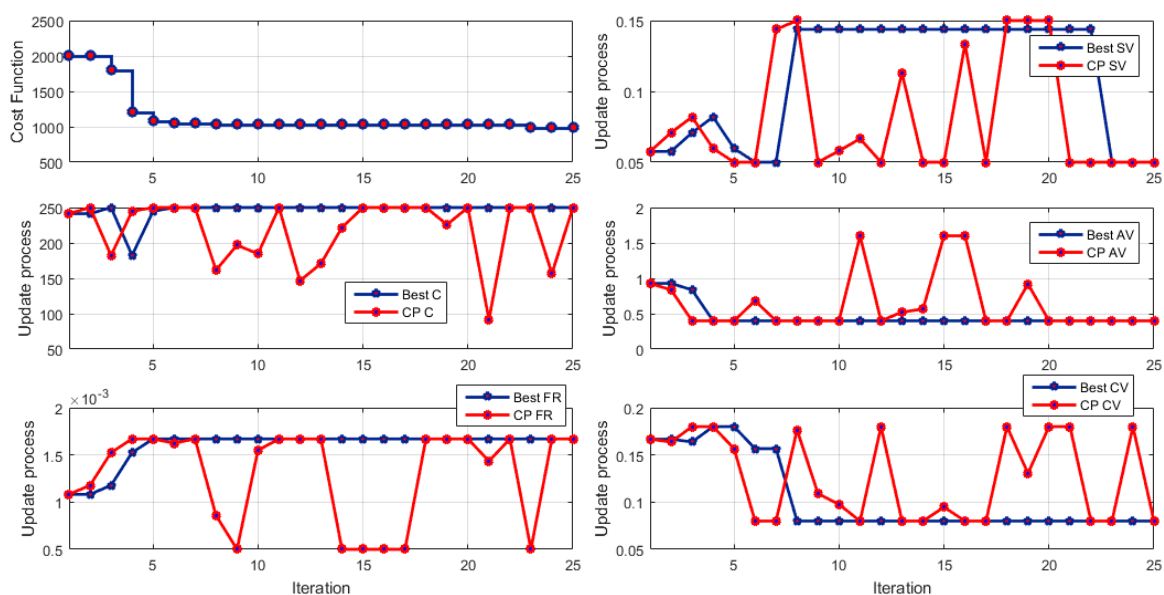 2500
2000
1500
1000
500
Cost Function
5 10 15 20 25
0.15
0.1
0.05
Update process
Best SV
CP SV
5 10 15 20 25
250
200
150
100
50
Update process
Best C
CP C
5 10 15 20 25
2
1.5
1
0.5
0
Update process
Best AV
CP AV
5 10 15 20 25
×10⁻³
2
1.5
1
0.5
Update process
Best FR
CP FR
5 10 15 20 25
Iteration
0.2
0.15
0.1
0.05
Update process
Best CV
CP CV
5 10 15 20 25
Iteration